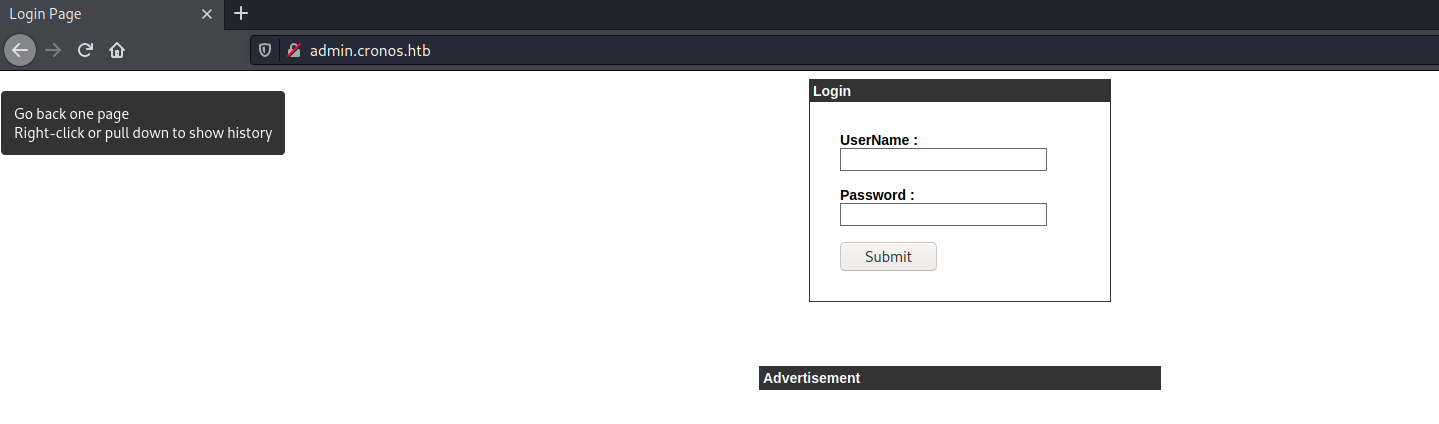 Login Page
admin.cronos.htb
Go back one page
Right-click or pull down to show history
Login
UserName :
Password :
Submit
Advertisement